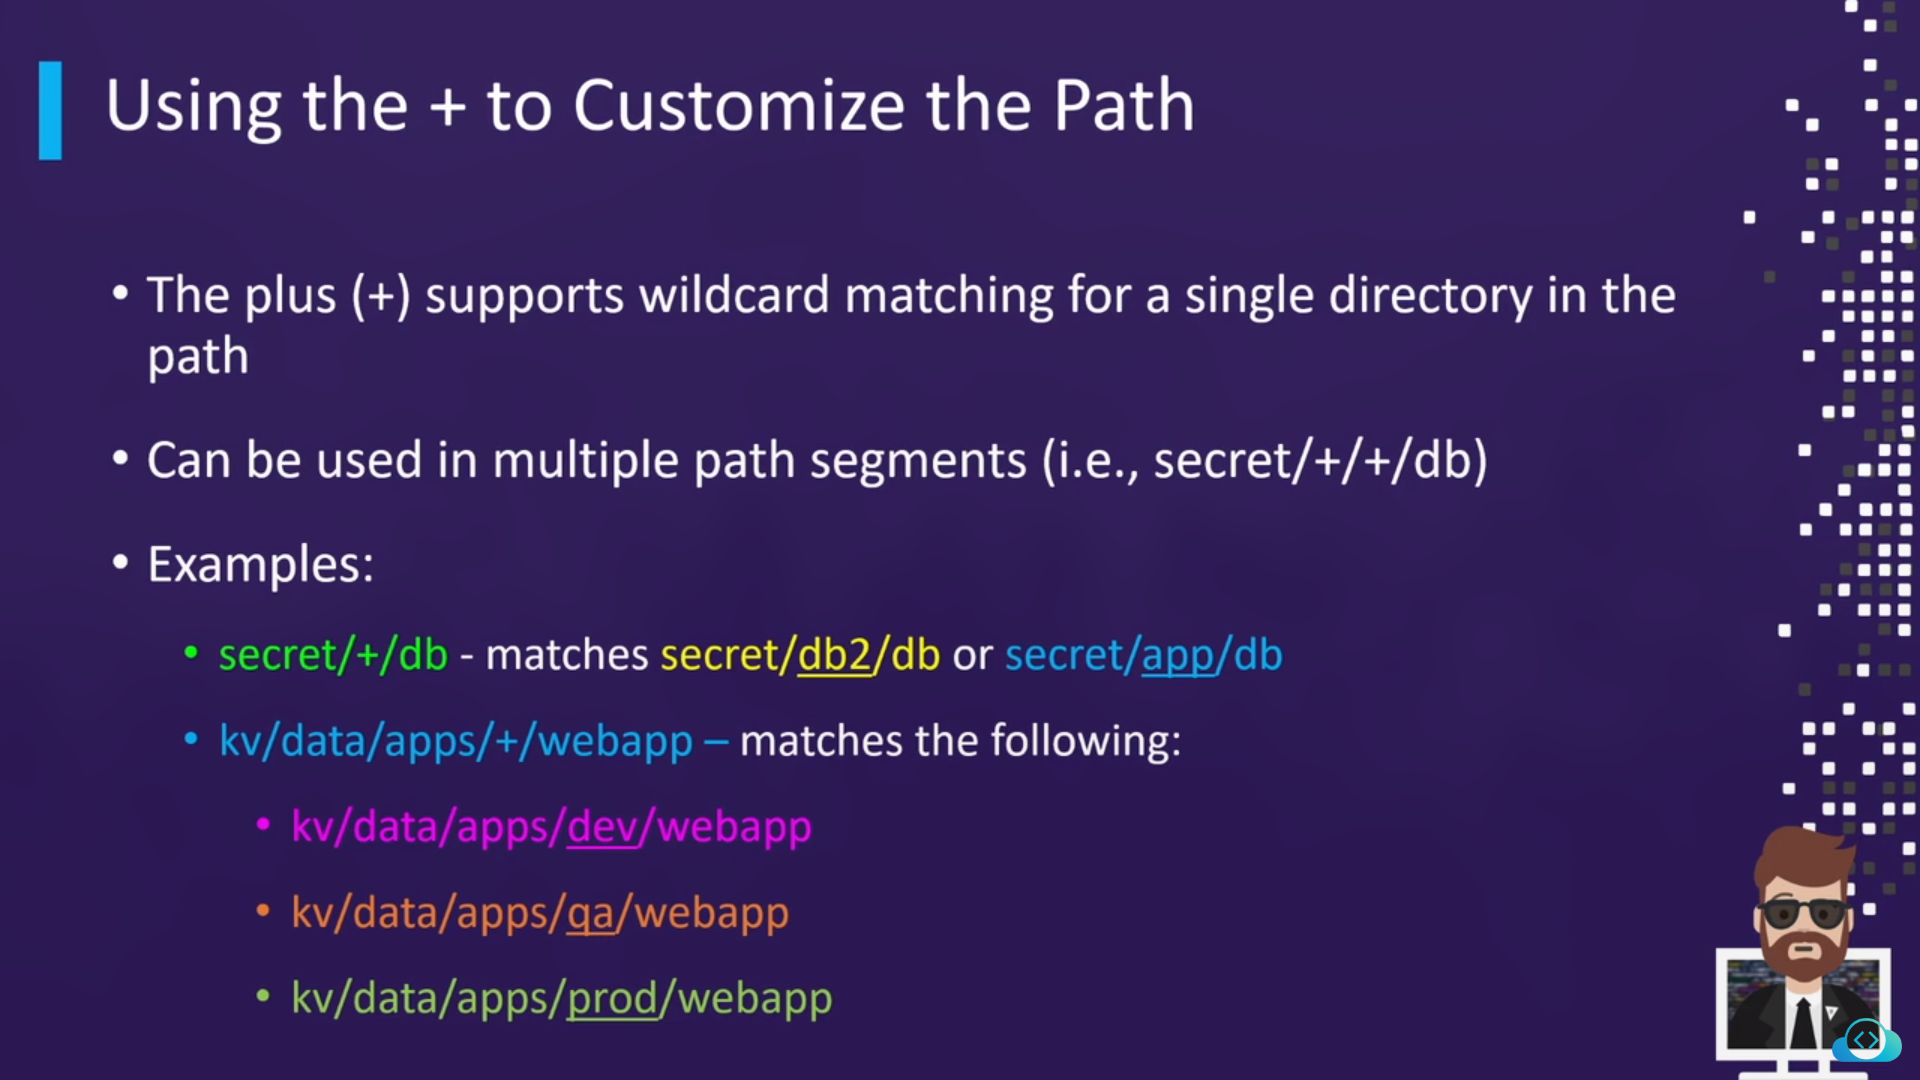 Using the + to Customize the Path
• The plus (+) supports wildcard matching for a single directory in the
path
• Can be used in multiple path segments (i.e., secret/+/+/db)
• Examples:
• secret/+/db - matches secret/db2/db or secret/app/db
• kv/data/apps/+/webapp – matches the following:
• kv/data/apps/dev/webapp
• kv/data/apps/qa/webapp
• kv/data/apps/prod/webapp